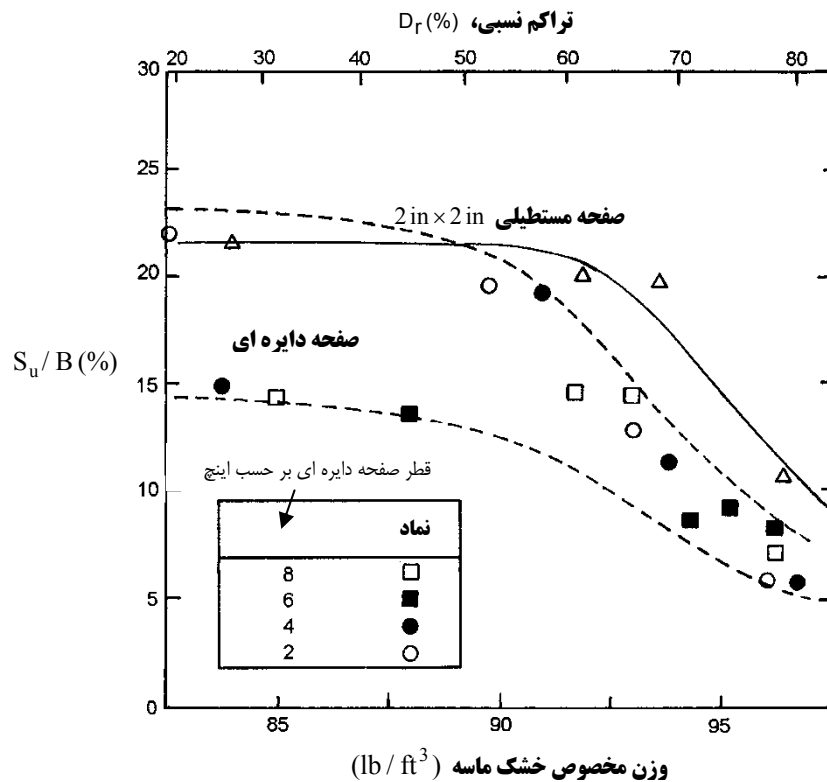 تراکم نسبی، D_r (%)
20 30 40 50 60 70 80
30
25
صفحه مستطیلی 2 in × 2 in
20
صفحه دایره ای
S_u / B (%)
15
قطر صفحه دایره ای بر حسب اینچ
10
نماد
8
6
5
4
2
0
85 90 95
وزن مخصوص خشک ماسه (lb / ft³)